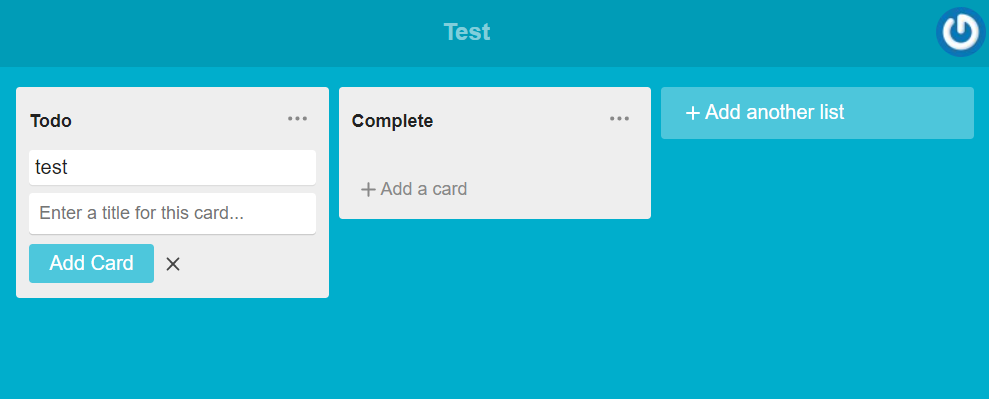 Test
Todo
test
Enter a title for this card...
Add Card
Complete
Add a card
Add another list